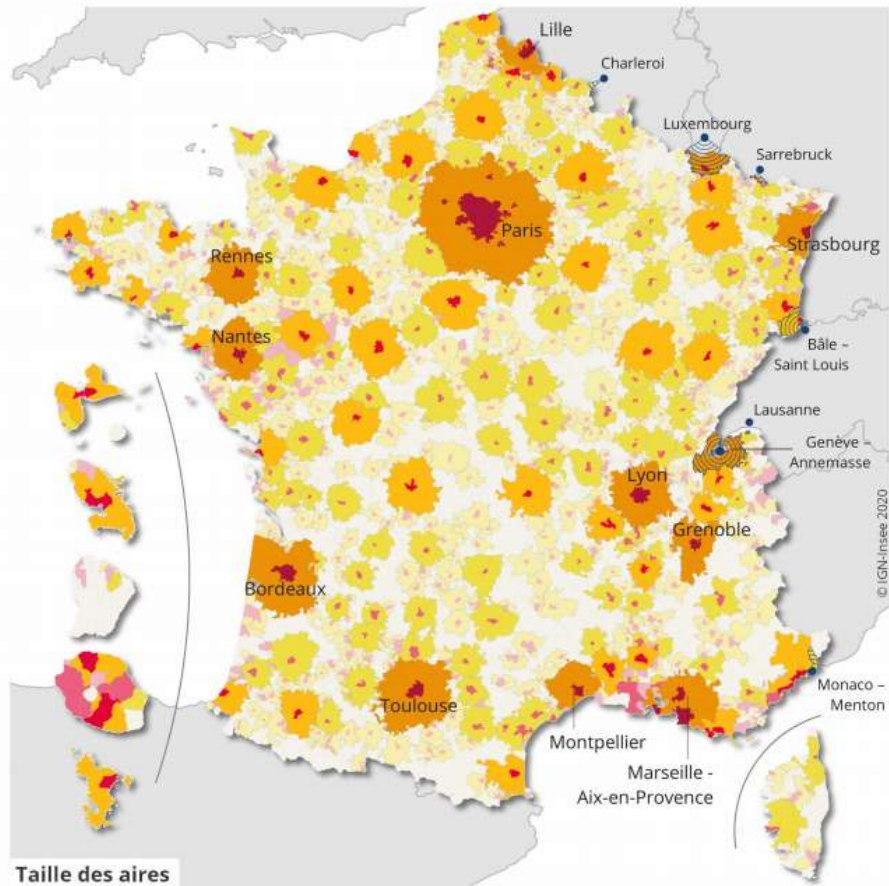 Lille
Charleroi
Luxembourg
Sarrebruck
Paris
Strasbourg
Rennes
Nantes
Bâle –
Saint Louis
Lausanne
Genève –
Annemasse
Lyon
Grenoble
Bordeaux
Toulouse
Montpellier
Marseille -
Aix-en-Provence
Monaco –
Menton
© IGN-Insee 2020
Taille des aires